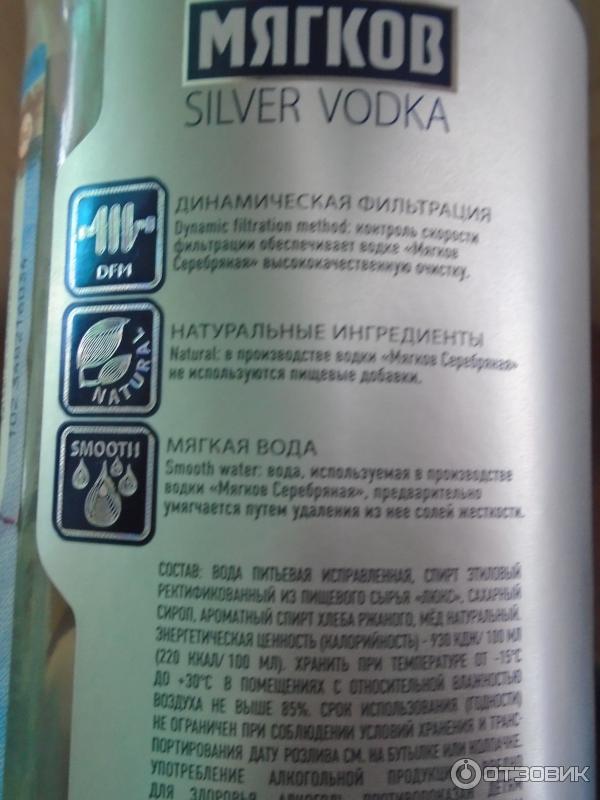 МЯГКОВ
SILVER VODKA
ДИНАМИЧЕСКАЯ ФИЛЬТРАЦИЯ
Dynamic filtration method: контроль скорости
фильтрации обеспечивает водке «Мягков
Серебряная» высококачественную очистку.
DFM
НАТУРАЛЬНЫЕ ИНГРЕДИЕНТЫ
Natural: в производстве водки «Мягков Серебряная»
не используются пищевые добавки.
NATURAL
SMOOTH
МЯГКАЯ ВОДА
Smooth water: вода, используемая в производстве
водки «Мягков Серебряная», предварительно
умягчается путем удаления из нее солей жесткости.
СОСТАВ: ВОДА ПИТЬЕВАЯ ИСПРАВЛЕННАЯ, СПИРТ ЭТИЛОВЫЙ
РЕКТИФИКОВАННЫЙ ИЗ ПИЩЕВОГО СЫРЬЯ «ЛЮКС», САХАРНЫЙ
СИРОП, АРОМАТНЫЙ СПИРТ ХЛЕБА РЖАНОГО, МЁД НАТУРАЛЬНЫЙ.
ЭНЕРГЕТИЧЕСКАЯ ЦЕННОСТЬ (КАЛОРИЙНОСТЬ) - 930 КДЖ/ 100 МЛ
(220 ККАЛ/ 100 МЛ). ХРАНИТЬ ПРИ ТЕМПЕРАТУРЕ ОТ -15°С
ДО +30°С В ПОМЕЩЕНИЯХ С ОТНОСИТЕЛЬНОЙ ВЛАЖНОСТЬЮ
ВОЗДУХА НЕ ВЫШЕ 85%. СРОК ИСПОЛЬЗОВАНИЯ (ГОДНОСТИ)
НЕ ОГРАНИЧЕН ПРИ СОБЛЮДЕНИИ УСЛОВИЙ ХРАНЕНИЯ И ТРАНС-
ПОРТИРОВАНИЯ ДАТУ РОЗЛИВА СМ. НА БУТЫЛКЕ ИЛИ КОЛПАЧКЕ.
УПОТРЕБЛЕНИЕ АЛКОГОЛЬНОЙ ПРОДУКЦИИ
ДЛЯ ЗДОРОВЬЯ. АЛКОГОЛЬ ПРОТИВОПОКАЗАН ДЕТЯМ
ОТЗОВИК